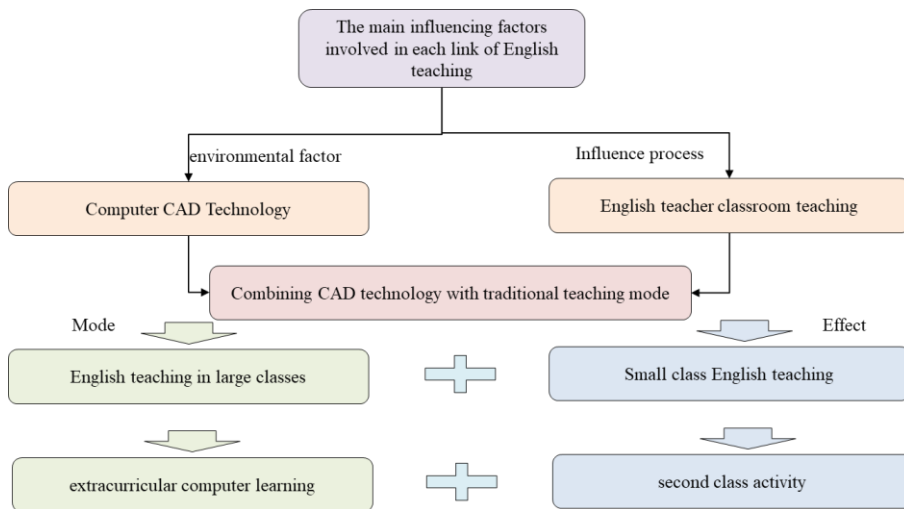 The main influencing factors
involved in each link of English
teaching
environmental factor
Influence process
Computer CAD Technology
English teacher classroom teaching
Combining CAD technology with traditional teaching mode
Mode
Effect
English teaching in large classes
Small class English teaching
extracurricular computer learning
second class activity